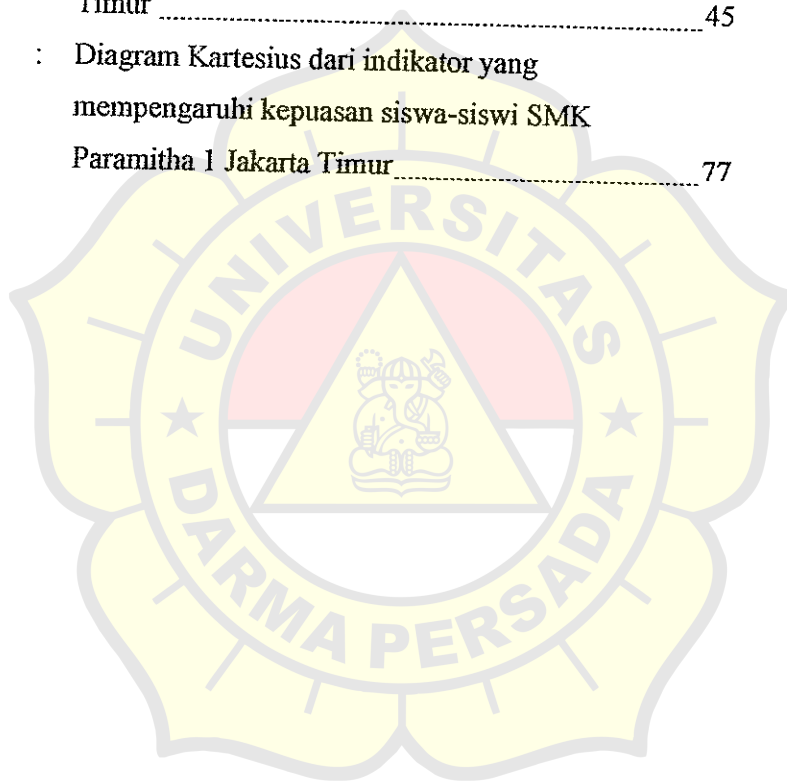 Timur ........ 45
: Diagram Kartesius dari indikator yang
mempengaruhi kepuasan siswa-siswi SMK
Paramitha 1 Jakarta Timur ........ 77
UNIVERSITAS
DARMA PERSADA